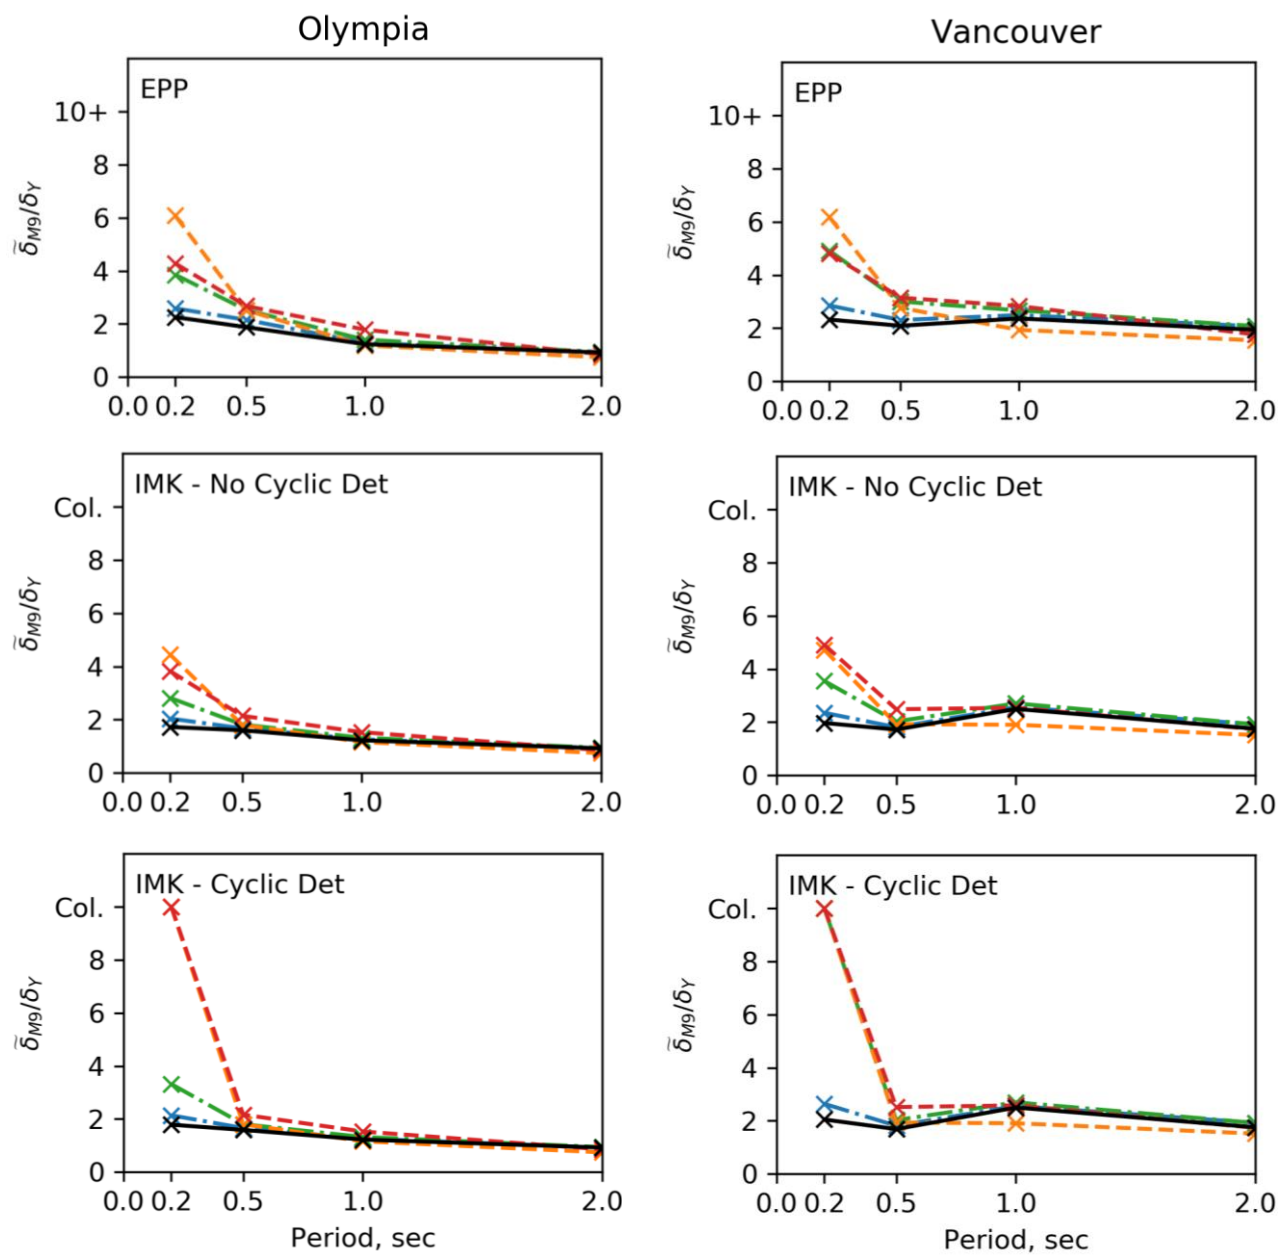 Olympia
EPP
10+
8
6
4
2
0
δ̃M9/δY
0.0 0.2 0.5 1.0 2.0
Vancouver
EPP
10+
8
6
4
2
0
δ̃M9/δY
0.0 0.2 0.5 1.0 2.0
IMK - No Cyclic Det
Col.
8
6
4
2
0
δ̃M9/δY
0.0 0.2 0.5 1.0 2.0
IMK - No Cyclic Det
Col.
8
6
4
2
0
δ̃M9/δY
0.0 0.2 0.5 1.0 2.0
IMK - Cyclic Det
Col.
8
6
4
2
0
δ̃M9/δY
0.0 0.2 0.5 1.0 2.0
Period, sec
IMK - Cyclic Det
Col.
8
6
4
2
0
δ̃M9/δY
0.0 0.2 0.5 1.0 2.0
Period, sec